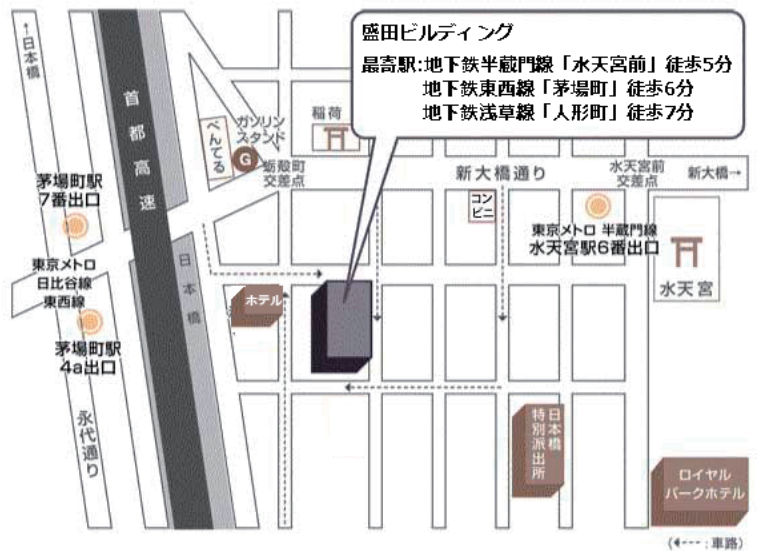 盛田ビルディング
最寄駅:地下鉄半蔵門線「水天宮前」徒歩5分
地下鉄東西線「茅場町」徒歩6分
地下鉄浅草線「人形町」徒歩7分
↑日本橋
首都高速
ぺんてる
ガソリン
スタンド
G
稲荷
蛎殻町
交差点
新大橋通り
水天宮前
交差点
新大橋→
コン
ビニ
茅場町駅
7番出口
東京メトロ 半蔵門線
水天宮駅6番出口
水天宮
東京メトロ
日比谷線
東西線
日本橋
ホテル
茅場町駅
4a出口
永代通り
日本橋
特別派出所
ロイヤル
パークホテル
(◀---:車路)